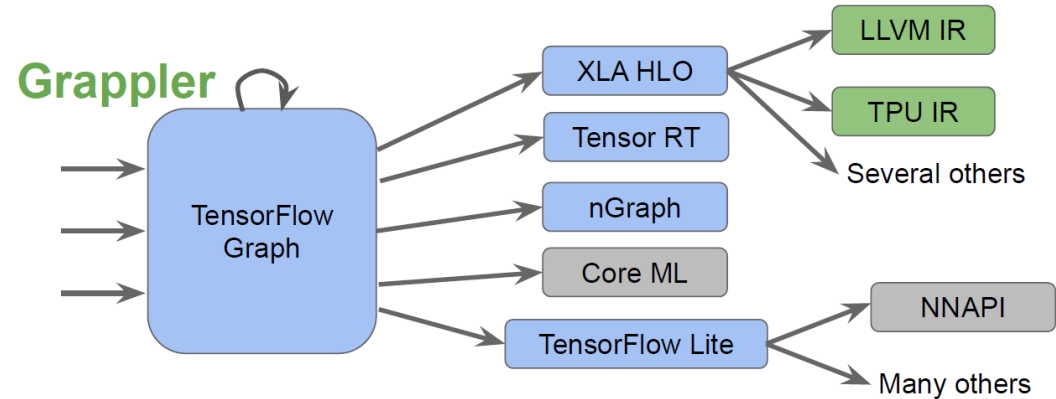 Grappler
TensorFlow
Graph
XLA HLO
Tensor RT
nGraph
Core ML
TensorFlow Lite
LLVM IR
TPU IR
Several others
NNAPI
Many others